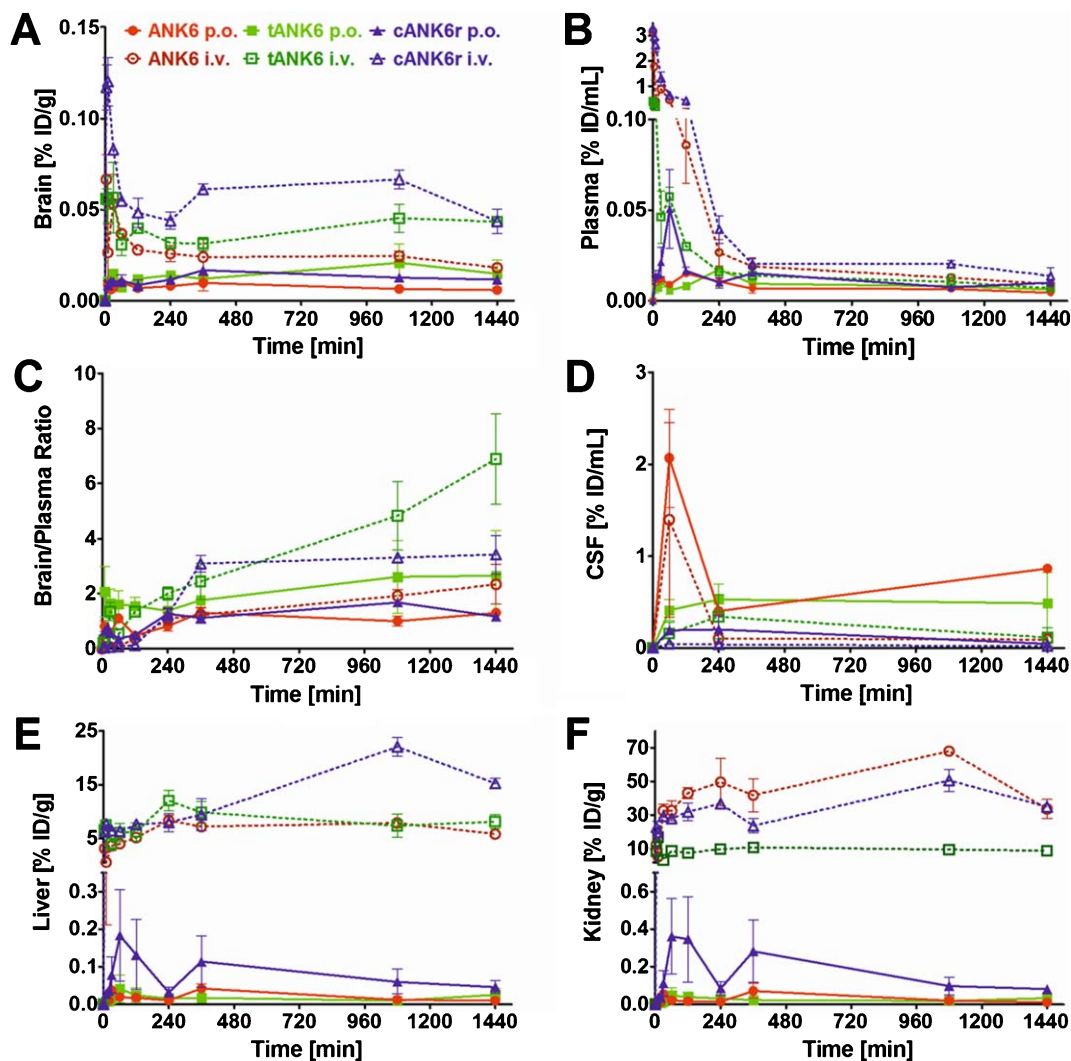 A
ANK6 p.o. tANK6 p.o. cANK6r p.o.
ANK6 i.v. tANK6 i.v. cANK6r i.v.
Brain [% ID/g]
0.15
0.10
0.05
0.00
0 240 480 720 960 1200 1440
Time [min]
B
Plasma [% ID/mL]
3
2
1
0.10
0.05
0.00
0 240 480 720 960 1200 1440
Time [min]
C
Brain/Plasma Ratio
10
8
6
4
2
0
0 240 480 720 960 1200 1440
Time [min]
D
CSF [% ID/mL]
3
2
1
0
0 240 480 720 960 1200 1440
Time [min]
E
Liver [% ID/g]
25
15
5
0.3
0.2
0.1
0.0
0 240 480 720 960 1200 1440
Time [min]
F
Kidney [% ID/g]
70
50
30
10
0.6
0.4
0.2
0.0
0 240 480 720 960 1200 1440
Time [min]